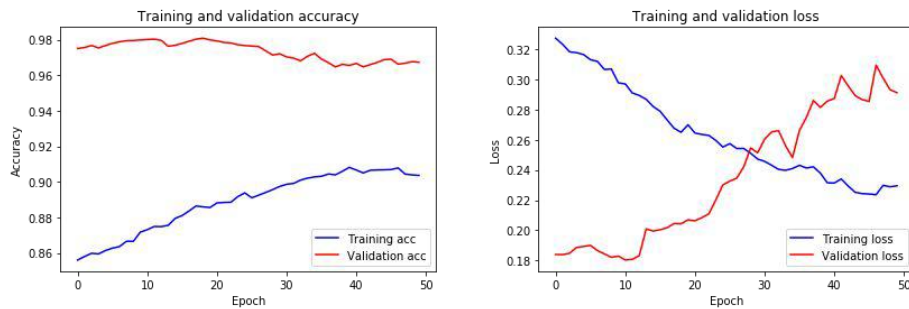 Training and validation accuracy
0.98
0.96
0.94
0.92
0.90
0.88
0.86
Accuracy
Training acc
Validation acc
0 10 20 30 40 50
Epoch
Training and validation loss
0.32
0.30
0.28
0.26
0.24
0.22
0.20
0.18
Loss
Training loss
Validation loss
0 10 20 30 40 50
Epoch